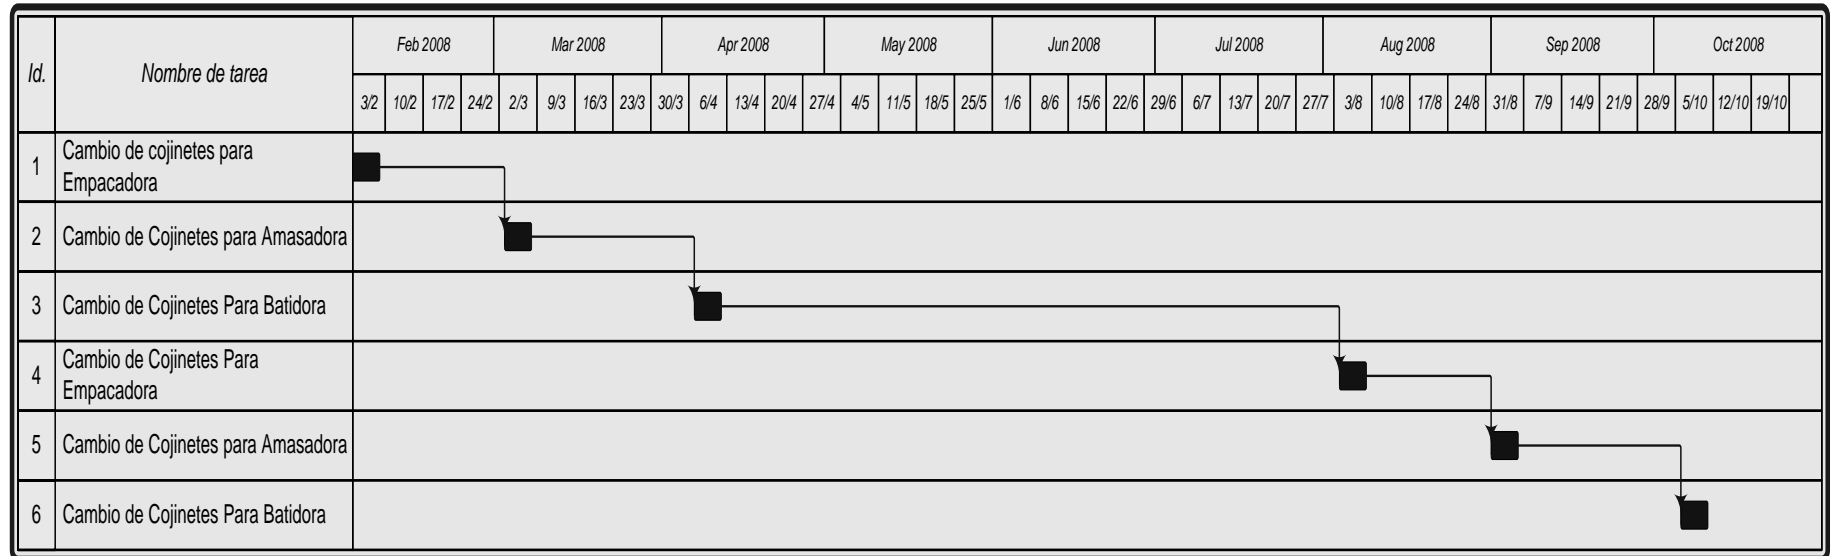 Id.
Nombre de tarea
Feb 2008 Mar 2008 Apr 2008 May 2008 Jun 2008 Jul 2008 Aug 2008 Sep 2008 Oct 2008
3/2 10/2 17/2 24/2 2/3 9/3 16/3 23/3 30/3 6/4 13/4 20/4 27/4 4/5 11/5 18/5 25/5 1/6 8/6 15/6 22/6 29/6 6/7 13/7 20/7 27/7 3/8 10/8 17/8 24/8 31/8 7/9 14/9 21/9 28/9 5/10 12/10 19/10
1 Cambio de cojinetes para
Empacadora
2 Cambio de Cojinetes para Amasadora
3 Cambio de Cojinetes Para Batidora
4 Cambio de Cojinetes Para
Empacadora
5 Cambio de Cojinetes para Amasadora
6 Cambio de Cojinetes Para Batidora